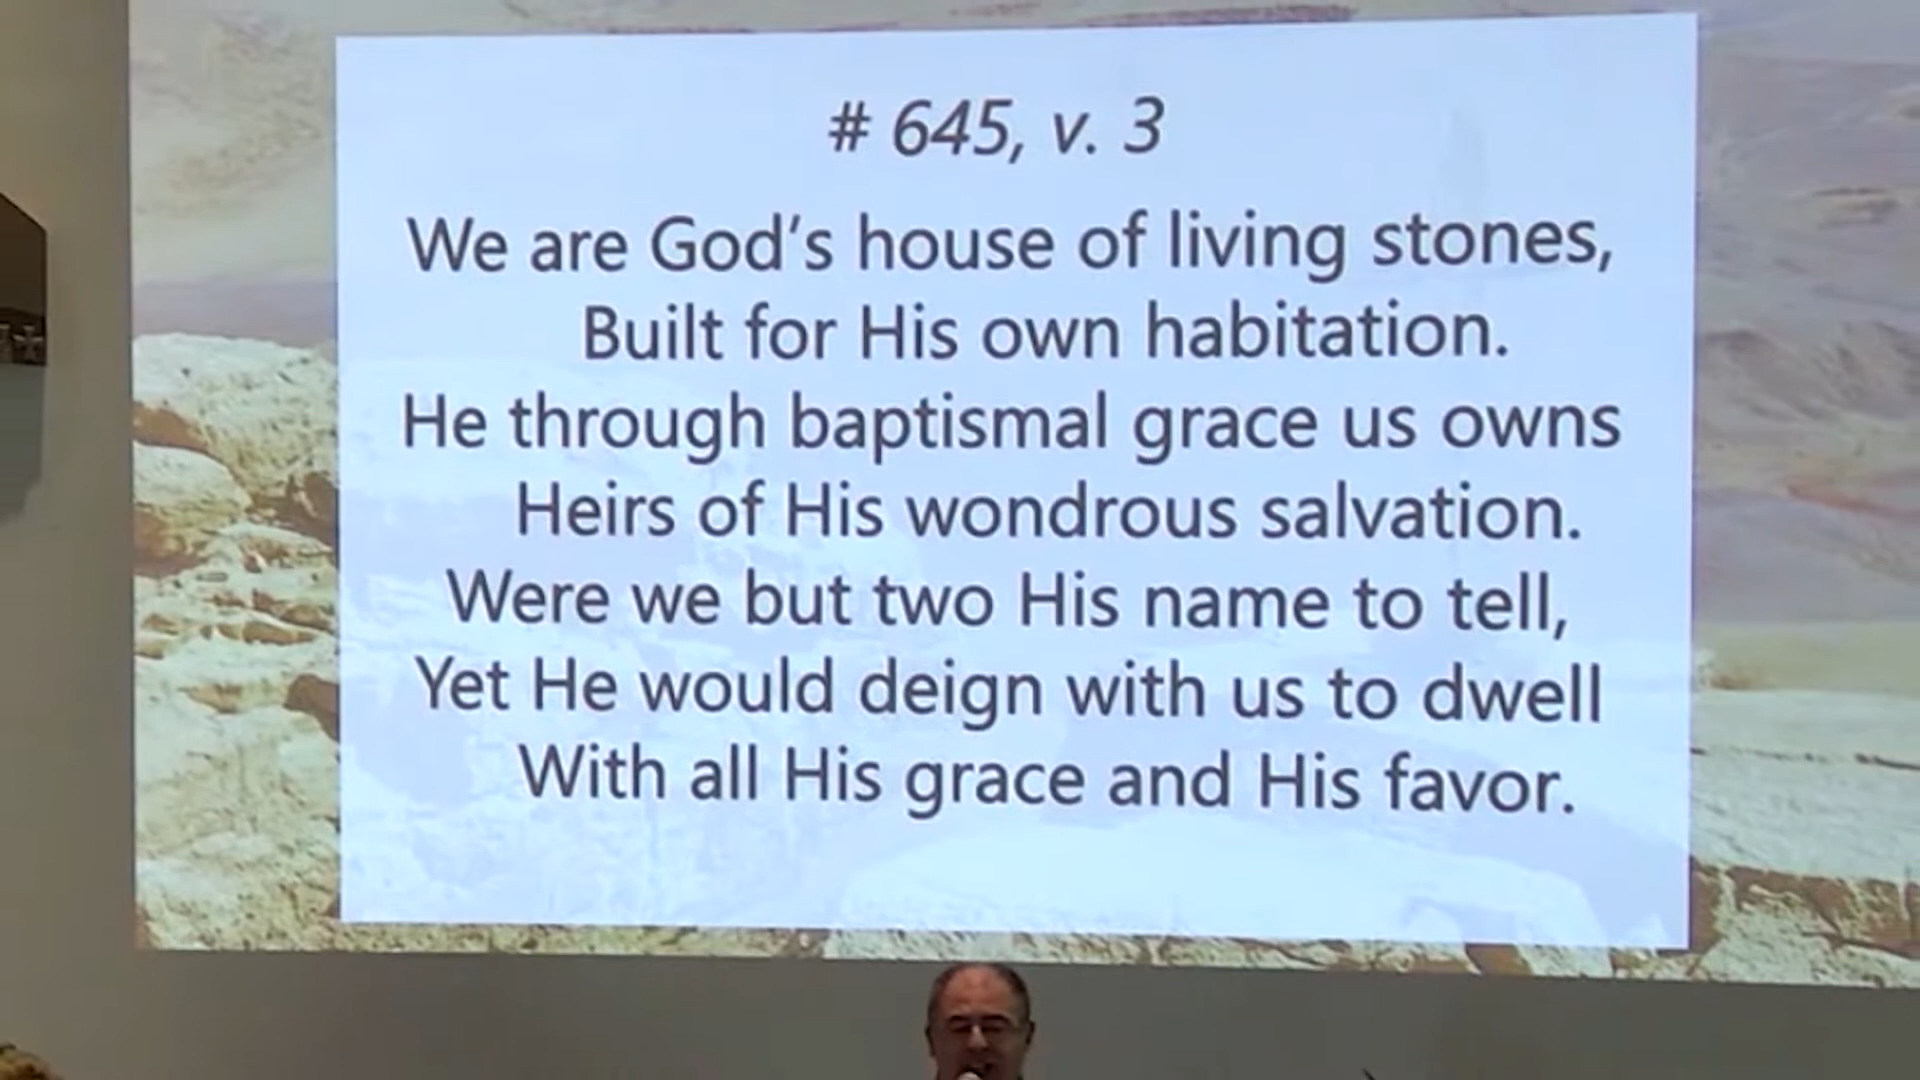 # 645, v. 3
We are God’s house of living stones,
Built for His own habitation.
He through baptismal grace us owns
Heirs of His wondrous salvation.
Were we but two His name to tell,
Yet He would deign with us to dwell
With all His grace and His favor.